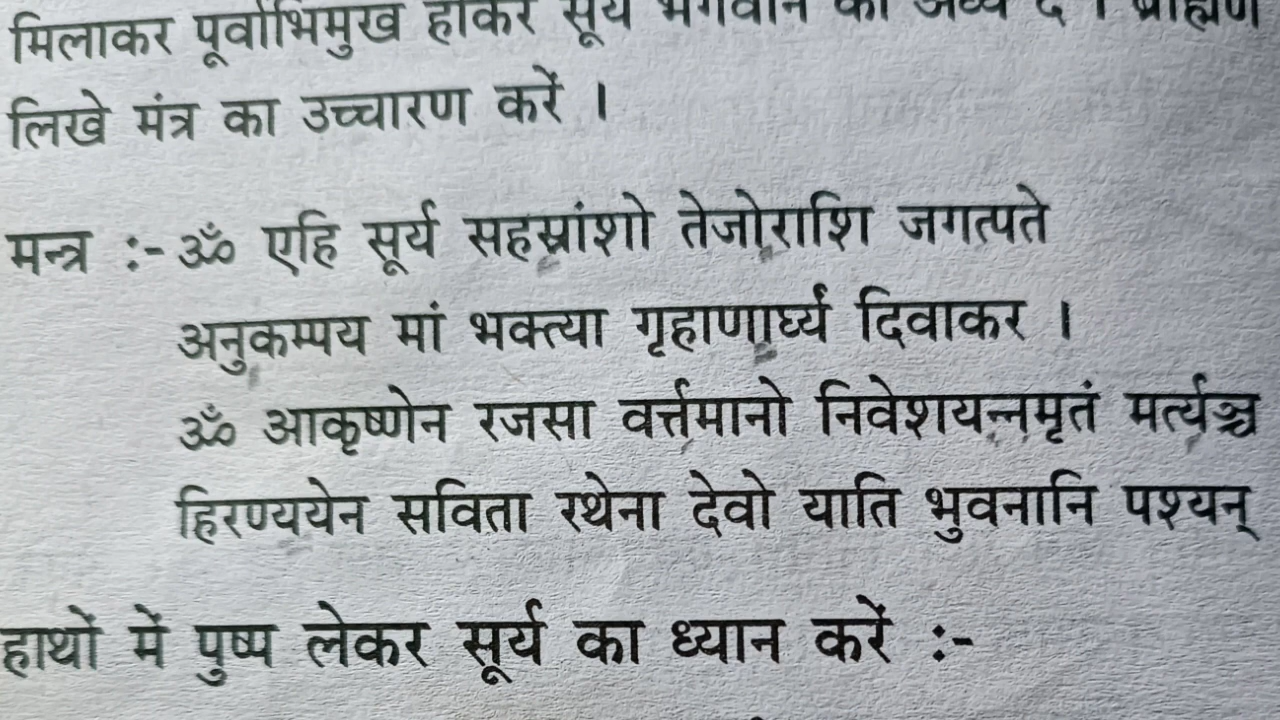 मिलाकर पूर्वाभिमुख होकर सूर्य भगवान को अर्घ्य दें । ब्राह्मण
लिखे मंत्र का उच्चारण करें ।
मन्त्र :- ॐ एहि सूर्य सहस्रांशो तेजोराशि जगत्पते
अनुकम्पय मां भक्त्या गृहाणार्घ्यं दिवाकर ।
ॐ आकृष्णेन रजसा वर्त्तमानो निवेशयन्नमृतं मर्त्यञ्च
हिरण्ययेन सविता रथेना देवो याति भुवनानि पश्यन्
हाथों में पुष्प लेकर सूर्य का ध्यान करें :-